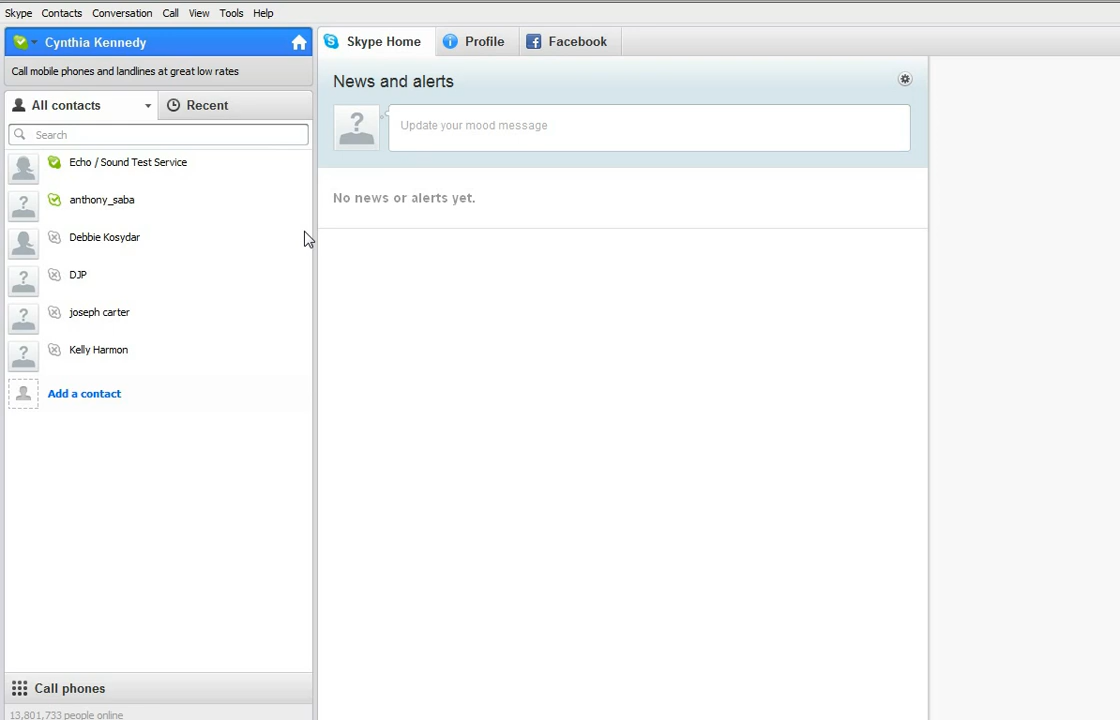 Skype Contacts Conversation Call View Tools Help
Cynthia Kennedy
Call mobile phones and landlines at great low rates
All contacts Recent
Search
Echo / Sound Test Service
anthony_saba
Debbie Kosydar
DJP
joseph carter
Kelly Harmon
Add a contact
Call phones
13,801,733 people online
Skype Home Profile Facebook
News and alerts
Update your mood message
No news or alerts yet.